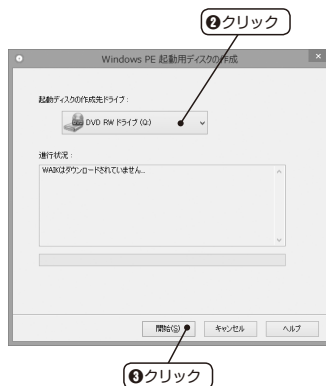 ❷クリック
Windows PE 起動用ディスクの作成
×
起動ディスクの作成先ドライブ:
DVD RW ドライブ (Q:)
進行状況:
WAIKはダウンロードされていません...
開始(S)
キャンセル
ヘルプ
❸クリック